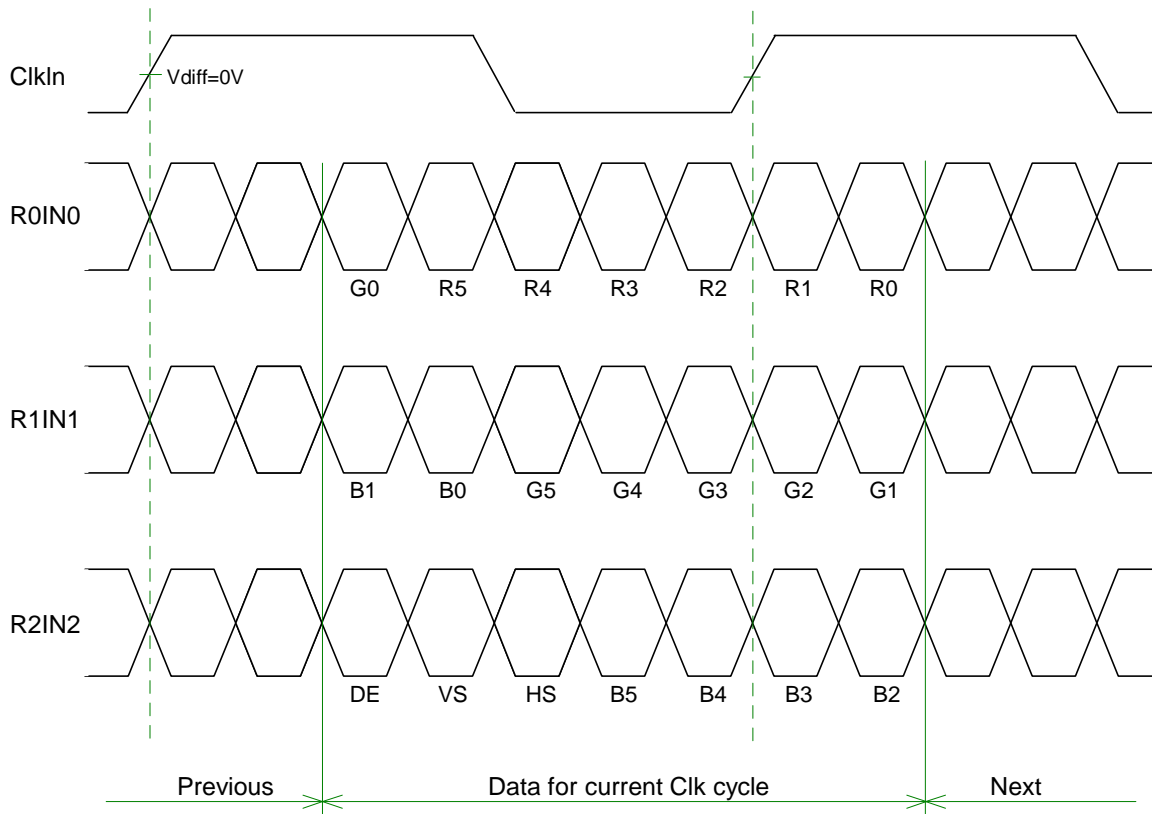 ClkIn
Vdiff=0V
R0IN0
G0 R5 R4 R3 R2 R1 R0
R1IN1
B1 B0 G5 G4 G3 G2 G1
R2IN2
DE VS HS B5 B4 B3 B2
Previous Data for current Clk cycle Next